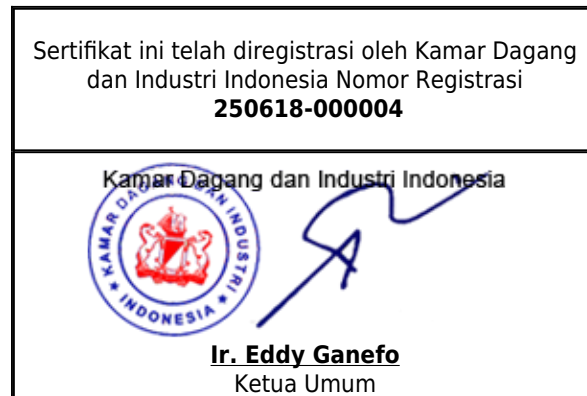 Sertifikat ini telah diregistrasi oleh Kamar Dagang
dan Industri Indonesia Nomor Registrasi
250618-000004
Kamar Dagang dan Industri Indonesia
KAMAR DAGANG DAN INDUSTRI
INDONESIA
Ir. Eddy Ganefo
Ketua Umum